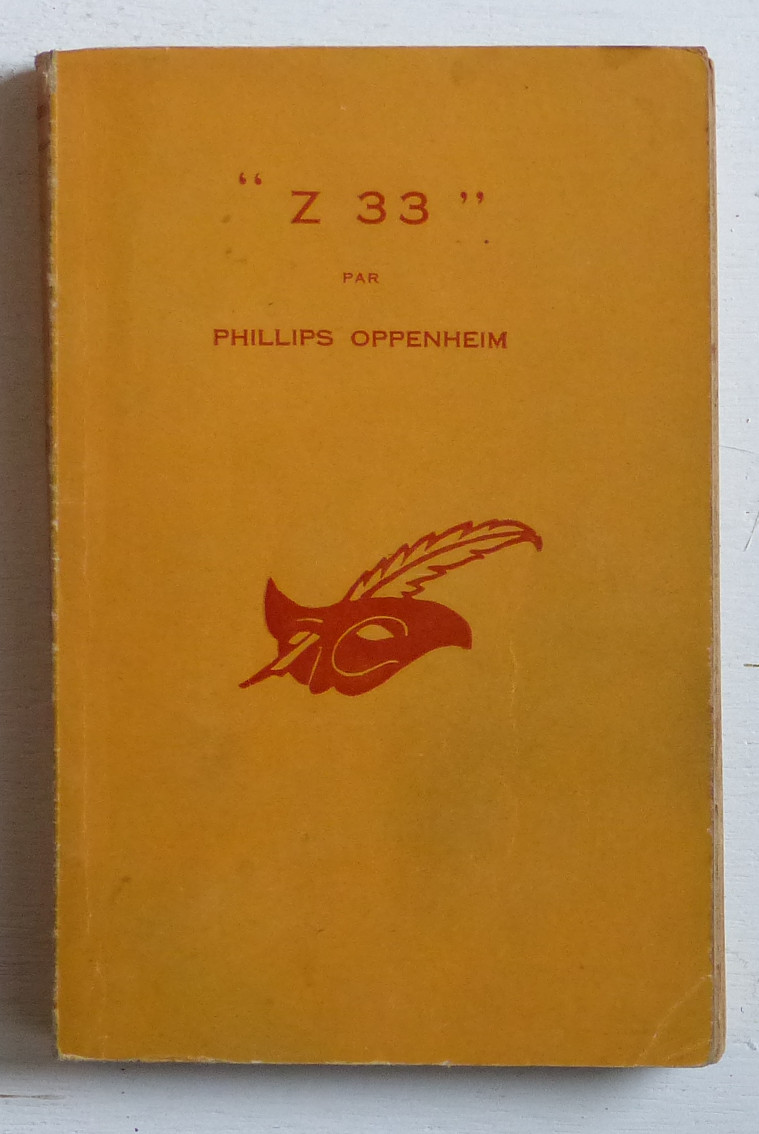 “ Z 33 ”
PAR
PHILLIPS OPPENHEIM